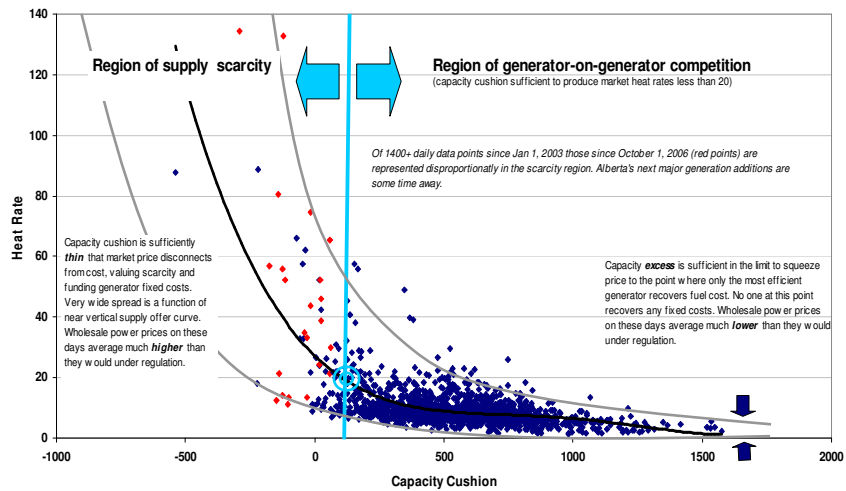 140
120
100
80
60
40
20
0
Heat Rate
-1000
-500
0
500
1000
1500
2000
Capacity Cushion
Region of supply scarcity
Region of generator-on-generator competition
(capacity cushion sufficient to produce market heat rates less than 20)
Of 1400+ daily data points since Jan 1, 2003 those since October 1, 2006 (red points) are
represented disproportionally in the scarcity region. Alberta's next major generation additions are
some time away.
Capacity cushion is sufficiently
thin that market price disconnects
from cost, valuing scarcity and
funding generator fixed costs.
Very wide spread is a function of
near vertical supply offer curve.
Wholesale power prices on these
days average much higher than
they would under regulation.
Capacity excess is sufficient in the limit to squeeze
price to the point where only the most efficient
generator recovers fuel cost. No one at this point
recovers any fixed costs. Wholesale power prices
on these days average much lower than they would
under regulation.